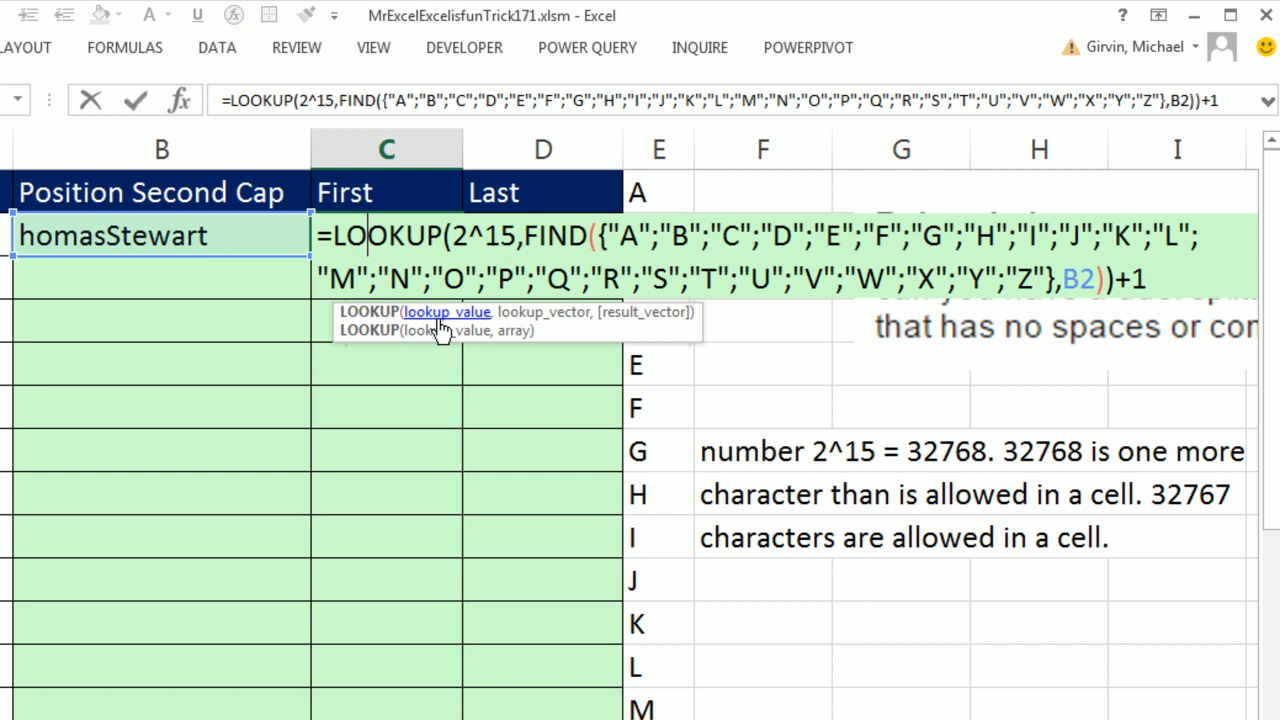 MrExcelExcelisfunTrick171.xlsm - Excel
?
LAYOUT FORMULAS DATA REVIEW VIEW DEVELOPER POWER QUERY INQUIRE POWERPIVOT Girvin, Michael
fx =LOOKUP(2^15,FIND({"A";"B";"C";"D";"E";"F";"G";"H";"I";"J";"K";"L";"M";"N";"O";"P";"Q";"R";"S";"T";"U";"V";"W";"X";"Y";"Z"},B2))+1
B C D E F G H I
Position Second Cap First Last A
homasStewart =LOOKUP(2^15,FIND({"A";"B";"C";"D";"E";"F";"G";"H";"I";"J";"K";"L";
"M";"N";"O";"P";"Q";"R";"S";"T";"U";"V";"W";"X";"Y";"Z"},B2))+1
LOOKUP(lookup_value, lookup_vector, [result_vector])
LOOKUP(lookup_value, array)
that has no spaces or
E
F
G number 2^15 = 32768. 32768 is one more
H character than is allowed in a cell. 32767
I characters are allowed in a cell.
J
K
L
M